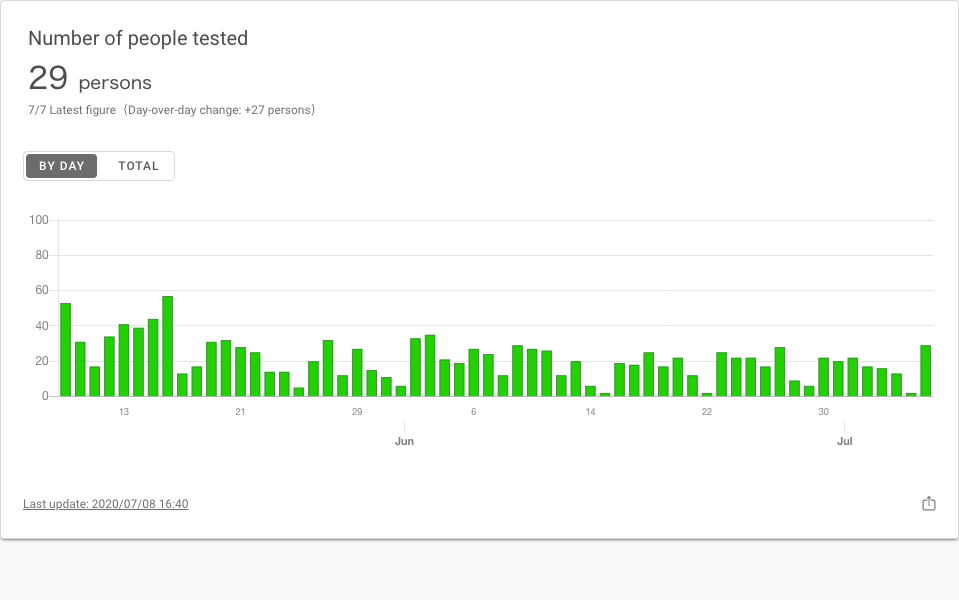 Number of people tested
29 persons
7/7 Latest figure（Day-over-day change: +27 persons）
BY DAY TOTAL
100
80
60
40
20
0
13 21 29 6 14 22 30
Jun Jul
Last update: 2020/07/08 16:40